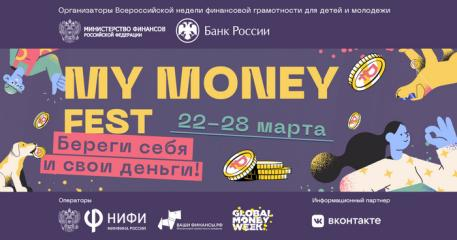 Организаторы Всероссийской недели финансовой грамотности для детей и молодежи
МИНИСТЕРСТВО ФИНАНСОВ
РОССИЙСКОЙ ФЕДЕРАЦИИ
Банк России
MY MONEY
FEST
22–28 марта
Береги себя
и свои деньги!
Операторы
Информационный партнер
НИФИ
МИНФИНА РОССИИ
ВАШИ ФИНАНСЫ.РФ
GLOBAL
MONEY
WEEK
вконтакте